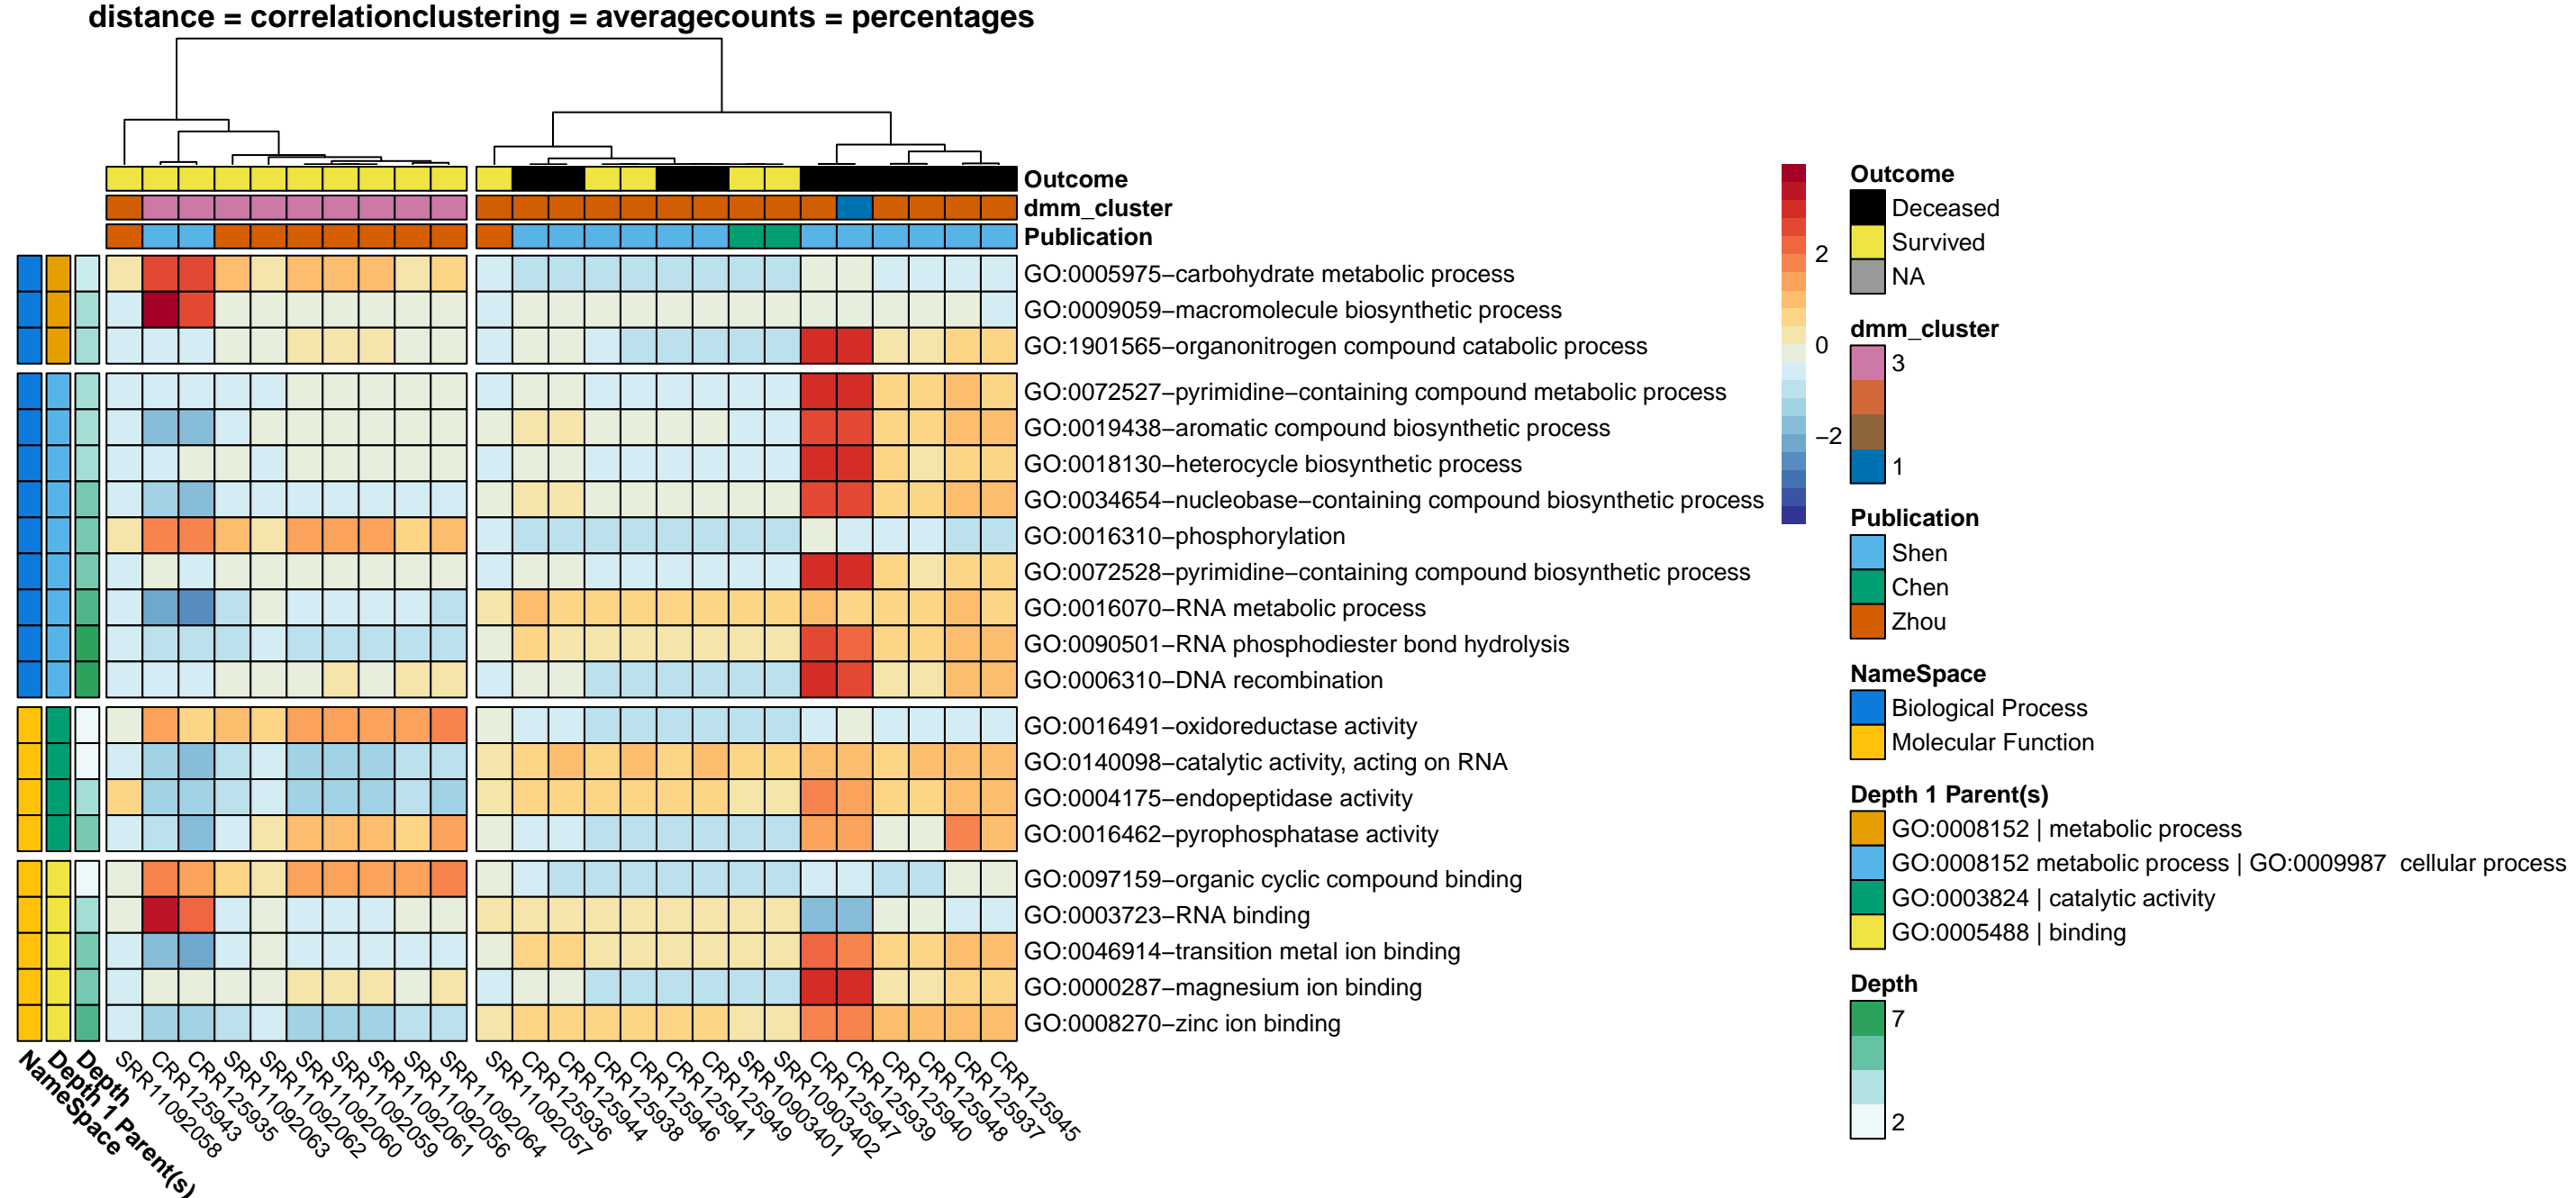 distance = correlationclustering = averagecounts = percentages
Outcome
dmm_cluster
Publication
GO:0005975−carbohydrate metabolic process
GO:0009059−macromolecule biosynthetic process
GO:1901565−organonitrogen compound catabolic process
GO:0072527−pyrimidine−containing compound metabolic process
GO:0019438−aromatic compound biosynthetic process
GO:0018130−heterocycle biosynthetic process
GO:0034654−nucleobase−containing compound biosynthetic process
GO:0016310−phosphorylation
GO:0072528−pyrimidine−containing compound biosynthetic process
GO:0016070−RNA metabolic process
GO:0090501−RNA phosphodiester bond hydrolysis
GO:0006310−DNA recombination
GO:0016491−oxidoreductase activity
GO:0140098−catalytic activity, acting on RNA
GO:0004175−endopeptidase activity
GO:0016462−pyrophosphatase activity
GO:0097159−organic cyclic compound binding
GO:0003723−RNA binding
GO:0046914−transition metal ion binding
GO:0000287−magnesium ion binding
GO:0008270−zinc ion binding
NameSpace
Depth 1 Parent(s)
Depth
SRR11092058
CRR125943
CRR125935
SRR11092063
SRR11092062
SRR11092060
SRR11092059
SRR11092061
SRR11092056
SRR11092064
SRR11092057
CRR125936
CRR125944
CRR125938
CRR125946
CRR125941
CRR125949
SRR10903401
SRR10903402
CRR125947
CRR125939
CRR125940
CRR125948
CRR125937
CRR125945
2
0
−2
Outcome
Deceased
Survived
NA
dmm_cluster
3
1
Publication
Shen
Chen
Zhou
NameSpace
Biological Process
Molecular Function
Depth 1 Parent(s)
GO:0008152 | metabolic process
GO:0008152 metabolic process | GO:0009987  cellular process
GO:0003824 | catalytic activity
GO:0005488 | binding
Depth
7
2